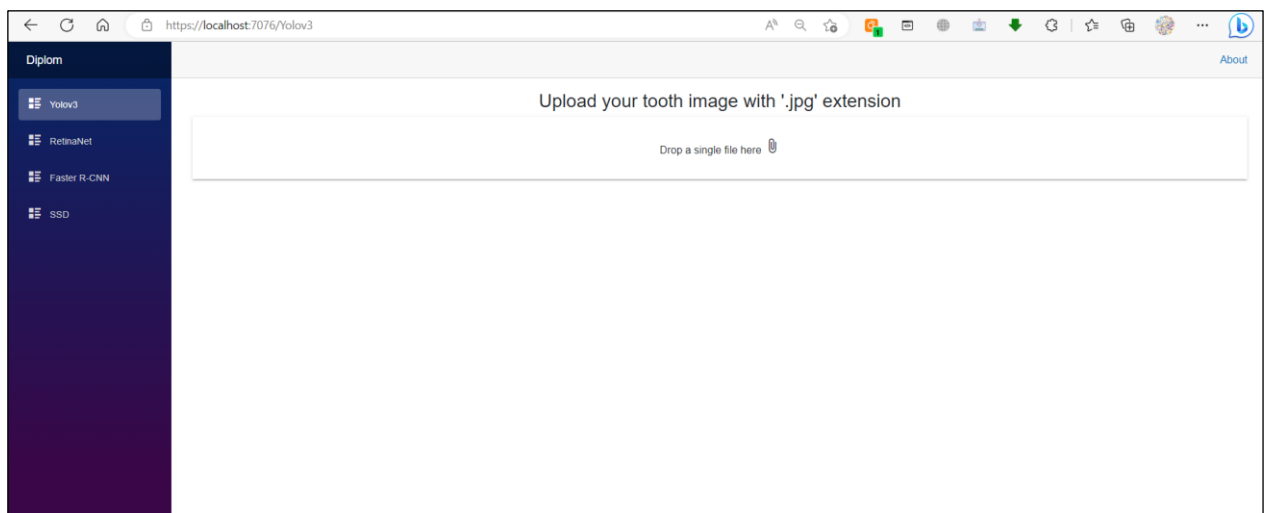 https://localhost:7076/Yolov3
Diplom
About
Yolov3
RetinaNet
Faster R-CNN
SSD
Upload your tooth image with '.jpg' extension
Drop a single file here